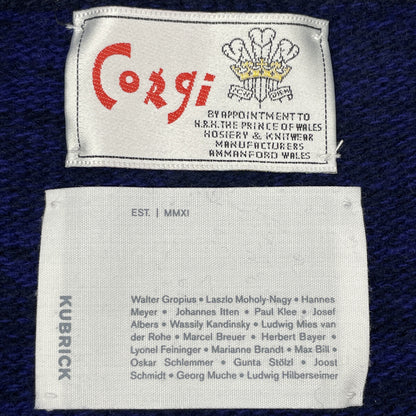 Corgi
ICH DIEN
BY APPOINTMENT TO
H.R.H. THE PRINCE OF WALES
HOSIERY & KNITWEAR
MANUFACTURERS
AMMANFORD WALES
EST. | MMXI
KUBRICK
Walter Gropius • Laszlo Moholy-Nagy • Hannes
Meyer • Johannes Itten • Paul Klee • Josef
Albers • Wassily Kandinsky • Ludwig Mies van
der Rohe • Marcel Breuer • Herbert Bayer •
Lyonel Feininger • Marianne Brandt • Max Bill •
Oskar Schlemmer • Gunta Stölzl • Joost
Schmidt • Georg Muche • Ludwig Hilberseimer